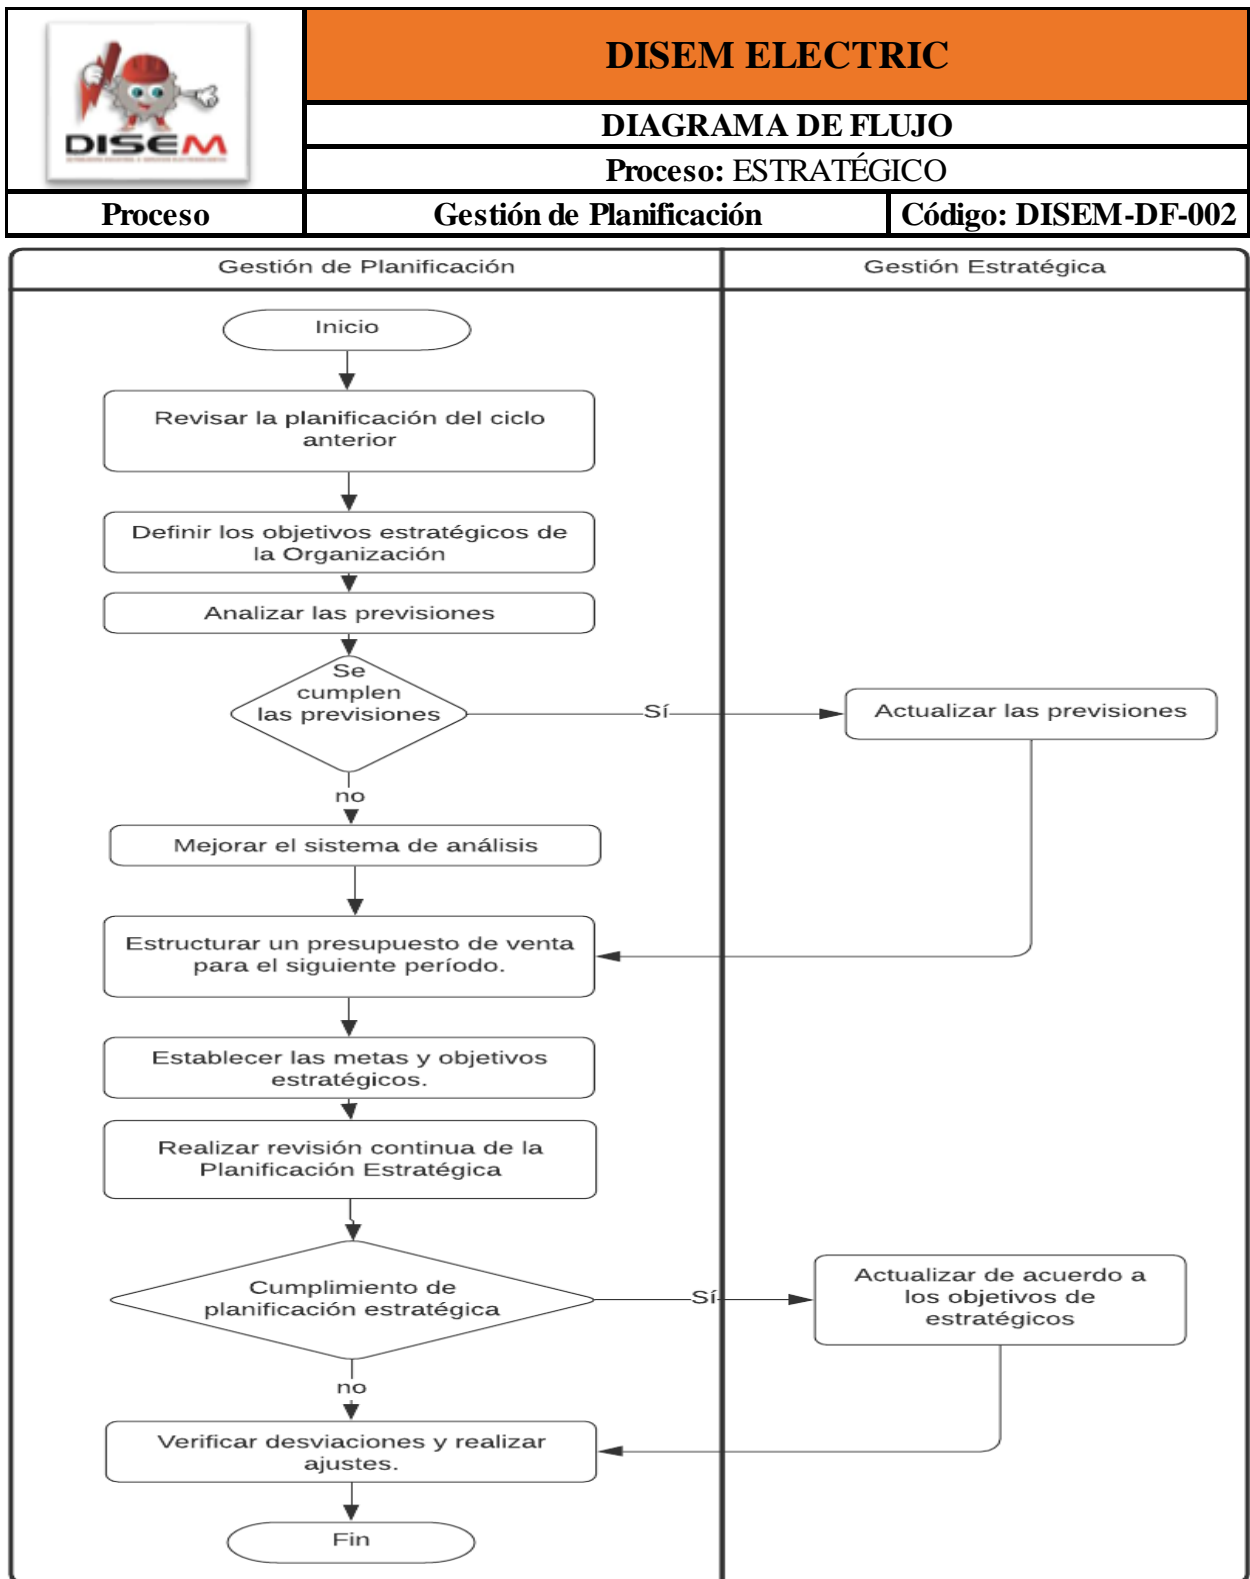 DISEM
DISEM ELECTRIC
DIAGRAMA DE FLUJO
Proceso: ESTRATÉGICO
Proceso
Gestión de Planificación
Código: DISEM-DF-002
Gestión de Planificación
Gestión Estratégica
Inicio
Revisar la planificación del ciclo
anterior
Definir los objetivos estratégicos de
la Organización
Analizar las previsiones
Se
cumplen
las previsiones
Sí
Actualizar las previsiones
no
Mejorar el sistema de análisis
Estructurar un presupuesto de venta
para el siguiente período.
Establecer las metas y objetivos
estratégicos.
Realizar revisión continua de la
Planificación Estratégica
Cumplimiento de
planificación estratégica
Sí
Actualizar de acuerdo a
los objetivos de
estratégicos
no
Verificar desviaciones y realizar
ajustes.
Fin